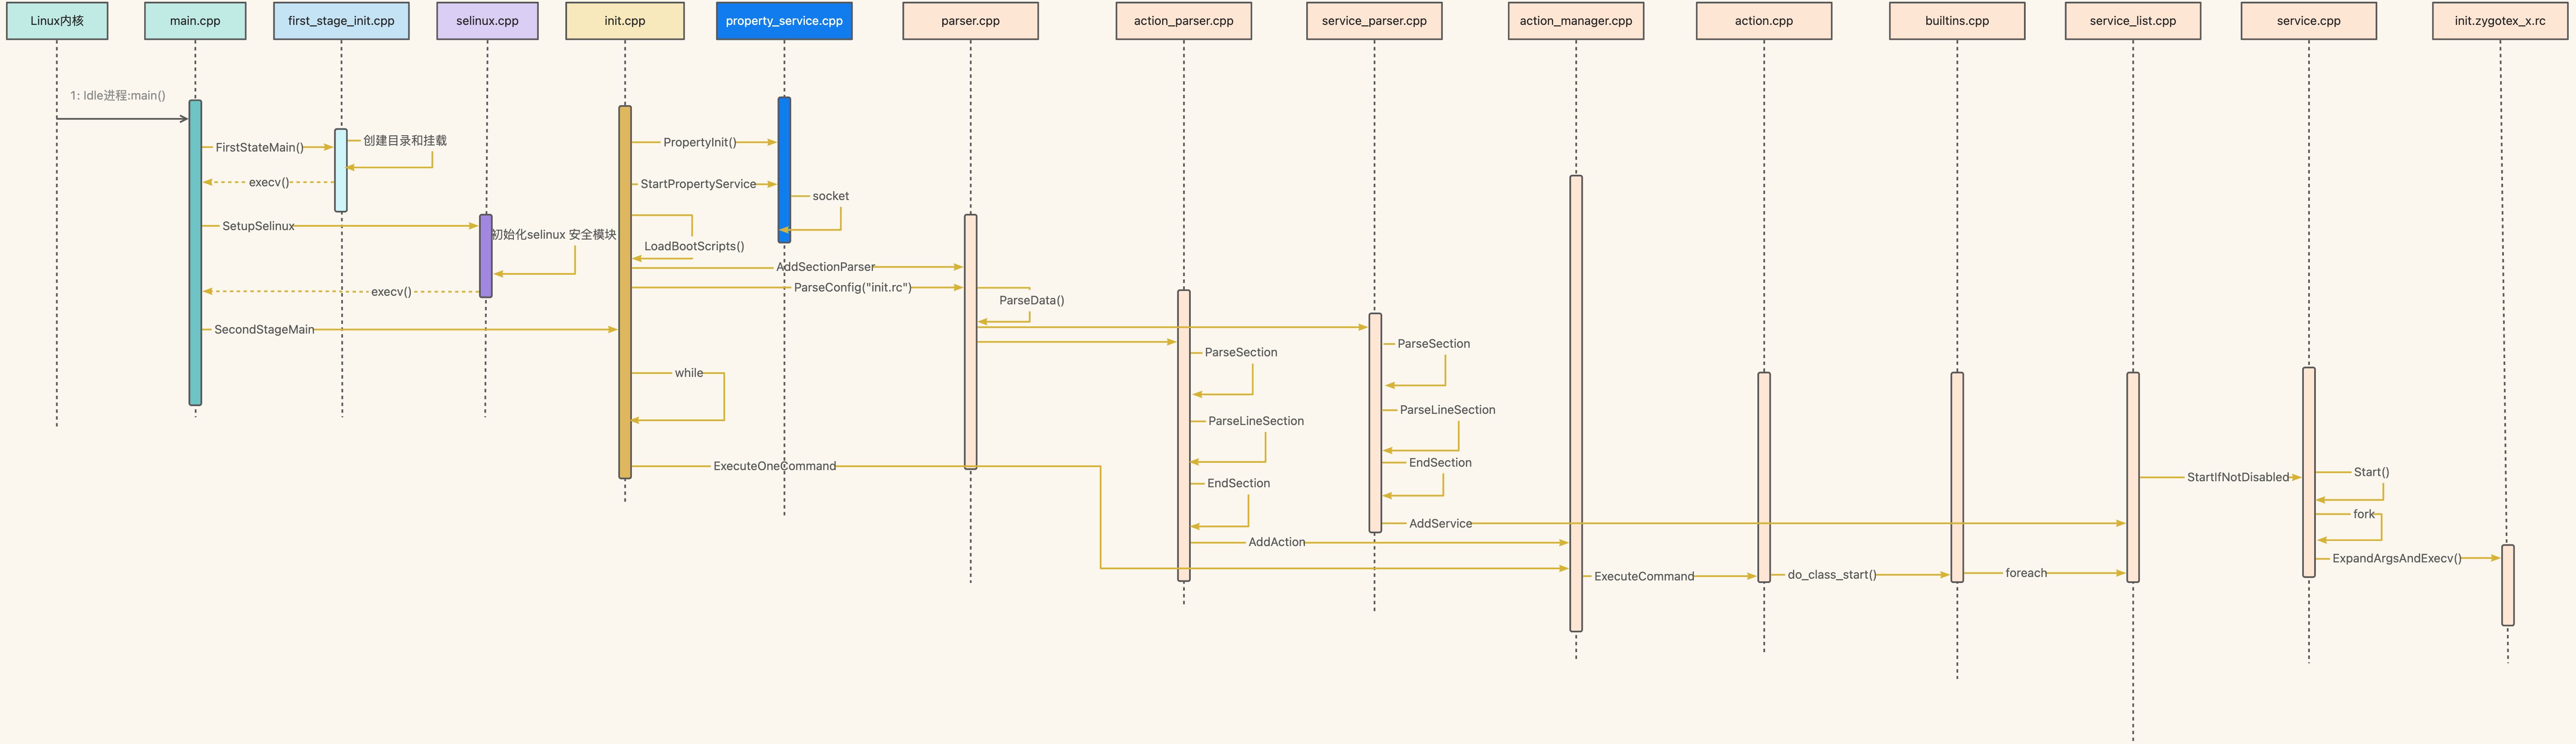 Linux内核
main.cpp
first_stage_init.cpp
selinux.cpp
init.cpp
property_service.cpp
parser.cpp
action_parser.cpp
service_parser.cpp
action_manager.cpp
action.cpp
builtins.cpp
service_list.cpp
service.cpp
init.zygotex_x.rc
1: Idle进程:main()
FirstStateMain()
创建目录和挂载
execv()
SetupSelinux
初始化selinux 安全模块
execv()
SecondStageMain
PropertyInit()
StartPropertyService
socket
LoadBootScripts()
AddSectionParser
ParseConfig("init.rc")
ParseData()
while
ExecuteOneCommand
ParseSection
ParseLineSection
EndSection
AddAction
ParseSection
ParseLineSection
EndSection
AddService
ExecuteCommand
do_class_start()
foreach
StartIfNotDisabled
Start()
fork
ExpandArgsAndExecv()